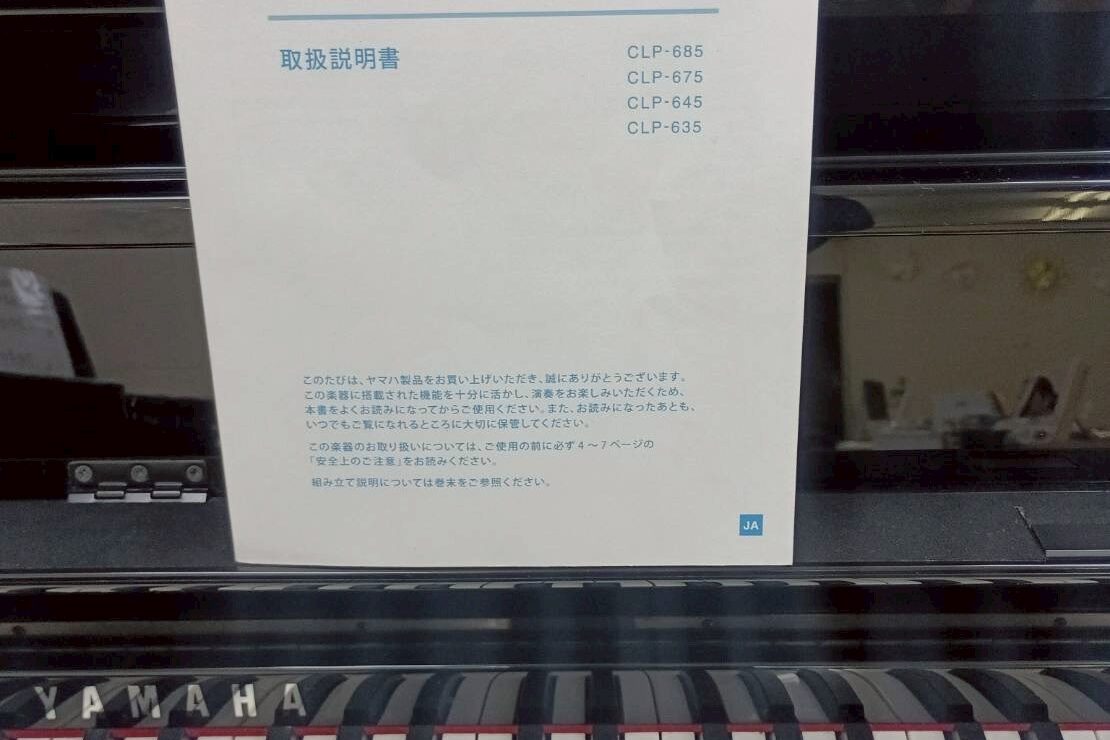 取扱説明書
CLP-685
CLP-675
CLP-645
CLP-635
このたびは、ヤマハ製品をお買い上げいただき、誠にありがとうございます。
この楽器に搭載された機能を十分に活かし、演奏をお楽しみいただくため、
本書をよくお読みになってからご使用ください。また、お読みになったあとも、
いつでもご覧になれるところに大切に保管してください。
この楽器のお取り扱いについては、ご使用の前に必ず 4 ～ 7 ページの
「安全上のご注意」をお読みください。
組み立て説明については巻末をご参照ください。
JA
YAMAHA